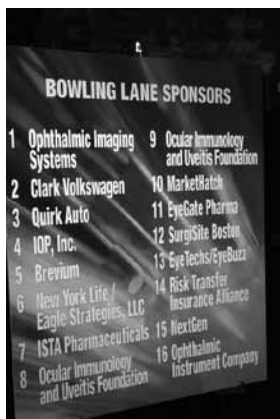 BOWLING LANE SPONSORS
1 Ophthalmic Imaging
Systems
2 Clark Volkswagen
3 Quirk Auto
4 IOP, Inc.
5 Brevium
6 New York Life /
Eagle Strategies, LLC
7 ISTA Pharmaceuticals
8 Ocular Immunology
and Uveitis Foundation
9 Ocular Immunology
and Uveitis Foundation
10 MarketHatch
11 EyeGate Pharma
12 SurgiSite Boston
13 EyeTechs/EyeBuzz
14 Risk Transfer
Insurance Alliance
15 NextGen
16 Ophthalmic
Instrument Company